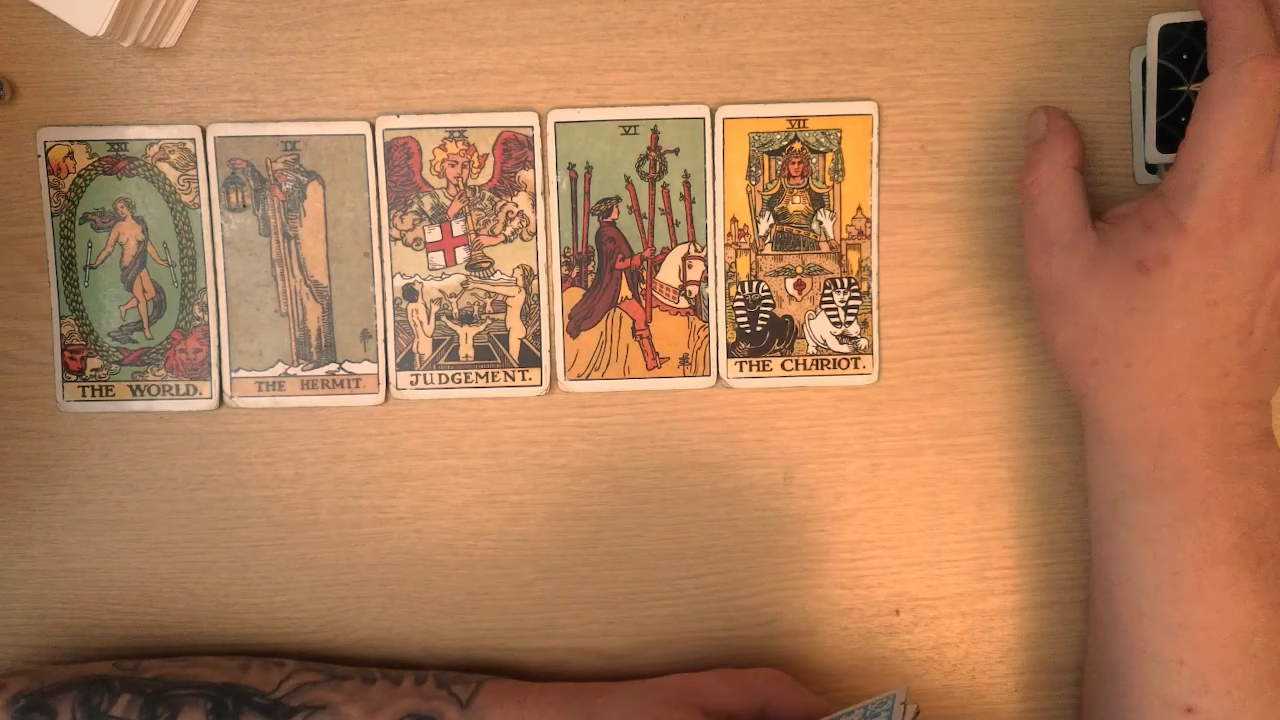 XXI
THE WORLD.
IX
THE HERMIT.
XX
JUDGEMENT.
VI
VII
THE CHARIOT.